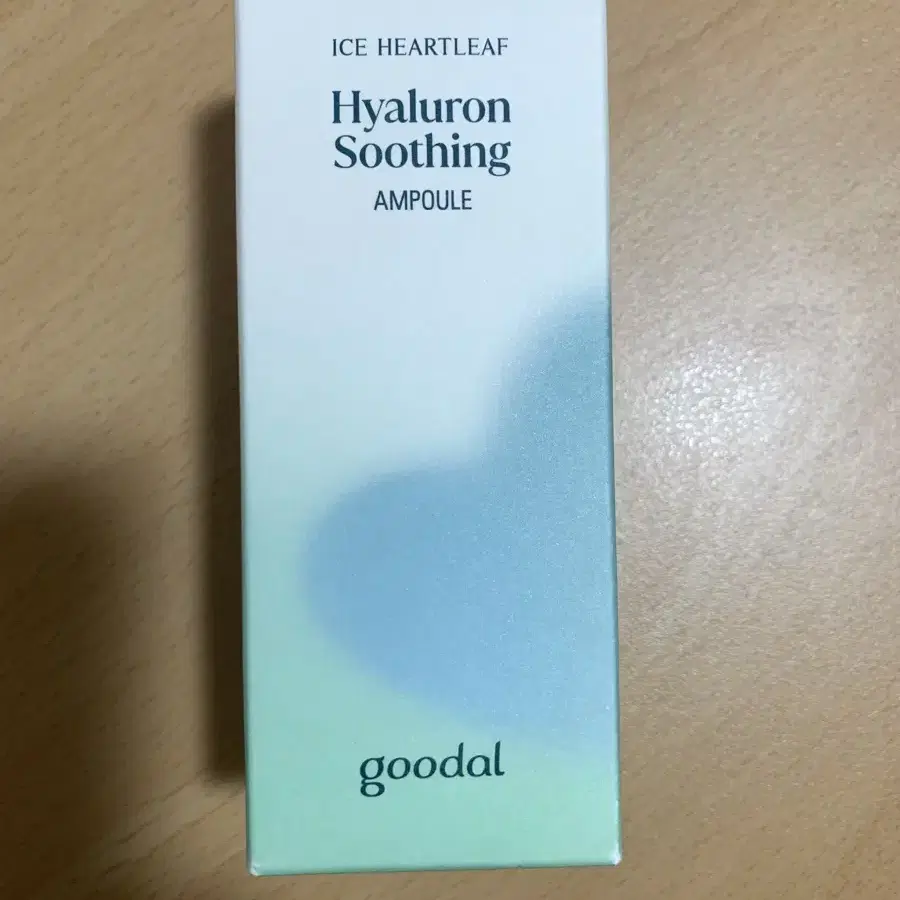 ICE HEARTLEAF
Hyaluron
Soothing
AMPOULE
goodal